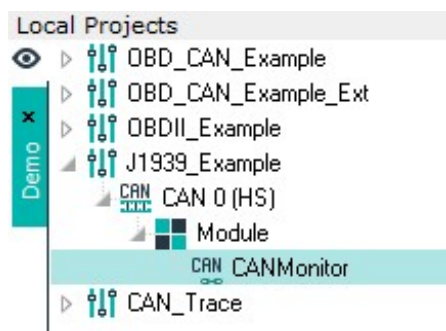 Local Projects
OBD_CAN_Example
OBD_CAN_Example_Ext
OBDII_Example
Demo
J1939_Example
CAN CAN 0 (HS)
Module
CAN CANMonitor
CAN_Trace